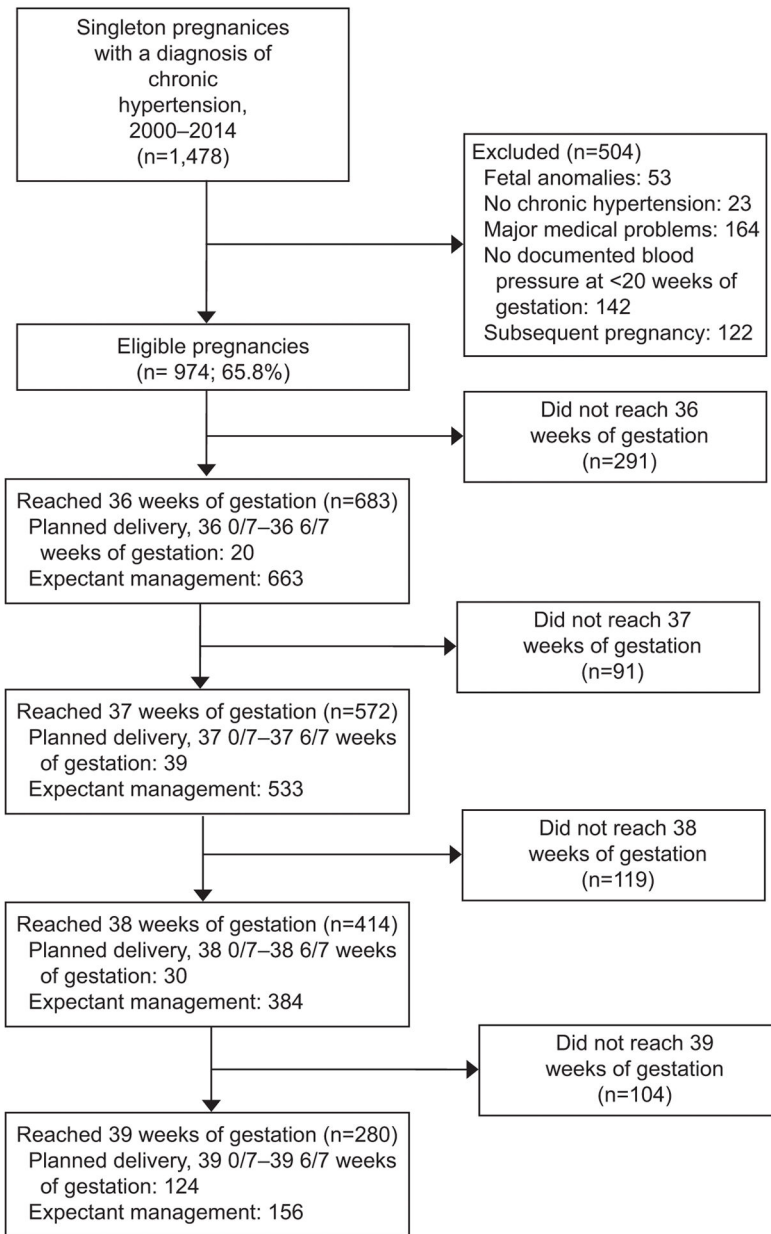 Singleton pregnanices
with a diagnosis of
chronic
hypertension,
2000–2014
(n=1,478)
Excluded (n=504)
Fetal anomalies: 53
No chronic hypertension: 23
Major medical problems: 164
No documented blood
pressure at <20 weeks of
gestation: 142
Subsequent pregnancy: 122
Eligible pregnancies
(n= 974; 65.8%)
Did not reach 36
weeks of gestation
(n=291)
Reached 36 weeks of gestation (n=683)
Planned delivery, 36 0/7–36 6/7
weeks of gestation: 20
Expectant management: 663
Did not reach 37
weeks of gestation
(n=91)
Reached 37 weeks of gestation (n=572)
Planned delivery, 37 0/7–37 6/7 weeks
of gestation: 39
Expectant management: 533
Did not reach 38
weeks of gestation
(n=119)
Reached 38 weeks of gestation (n=414)
Planned delivery, 38 0/7–38 6/7 weeks
of gestation: 30
Expectant management: 384
Did not reach 39
weeks of gestation
(n=104)
Reached 39 weeks of gestation (n=280)
Planned delivery, 39 0/7–39 6/7 weeks
of gestation: 124
Expectant management: 156